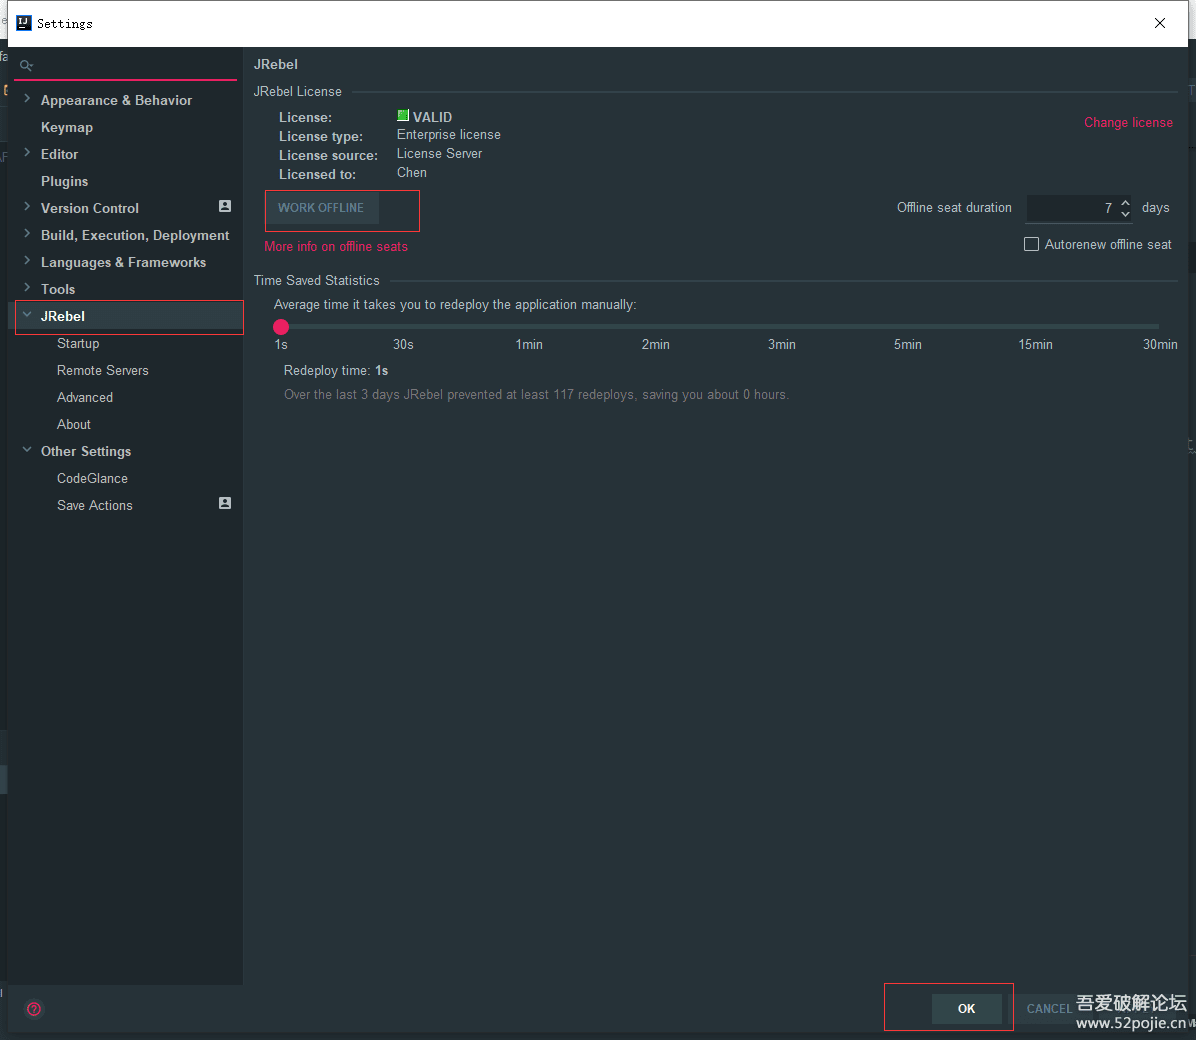 Settings
JRebel
JRebel License
Appearance & Behavior
Keymap
Editor
Plugins
Version Control
Build, Execution, Deployment
Languages & Frameworks
Tools
JRebel
Startup
Remote Servers
Advanced
About
Other Settings
CodeGlance
Save Actions
License: VALID
License type: Enterprise license
License source: License Server
Licensed to: Chen
Change license
WORK OFFLINE
Offline seat duration 7 days
More info on offline seats
Autorenew offline seat
Time Saved Statistics
Average time it takes you to redeploy the application manually:
1s 30s 1min 2min 3min 5min 15min 30min
Redeploy time: 1s
Over the last 3 days JRebel prevented at least 117 redeploys, saving you about 0 hours.
OK
CANCEL
吾爱破解论坛
www.52pojie.cn